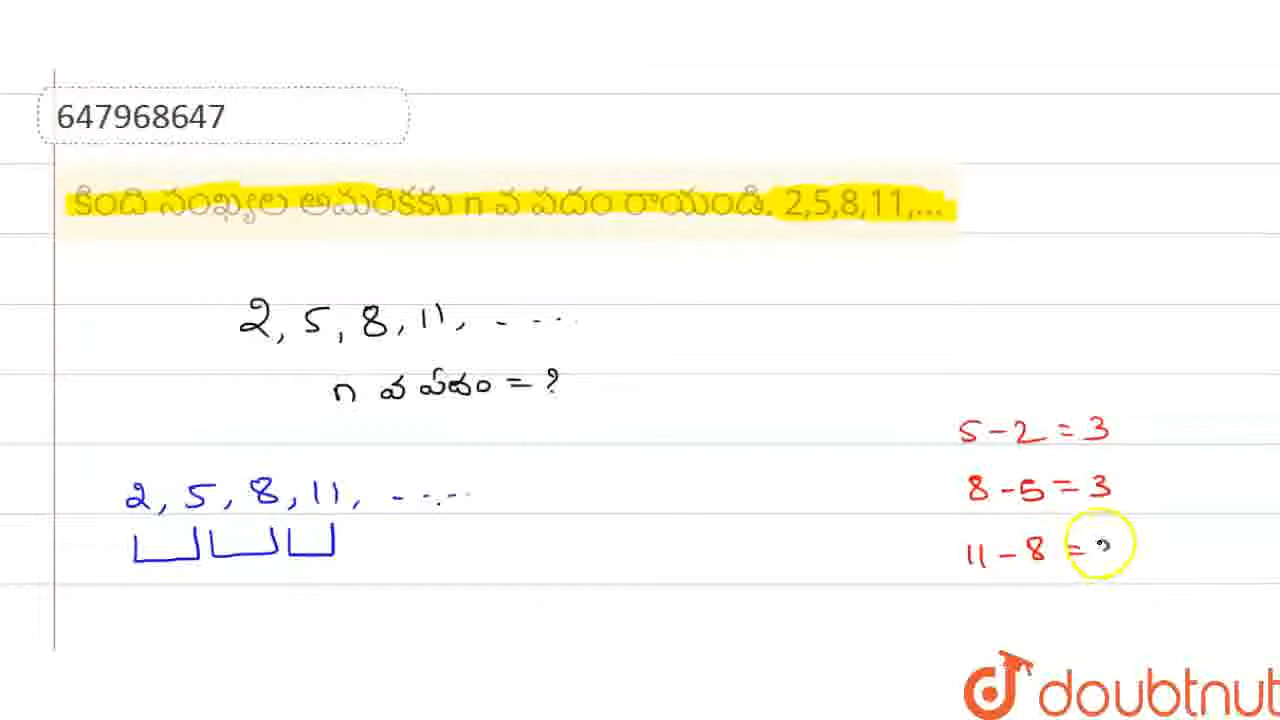 647968647
కింది సంఖ్యల అమరికకు n వ పదం రాయండి. 2,5,8,11,...
2, 5, 8, 11, .....
n వ పదం = ?
5 - 2 = 3
8 - 5 = 3
2, 5, 8, 11, .....
11 - 8 =
doubtnut